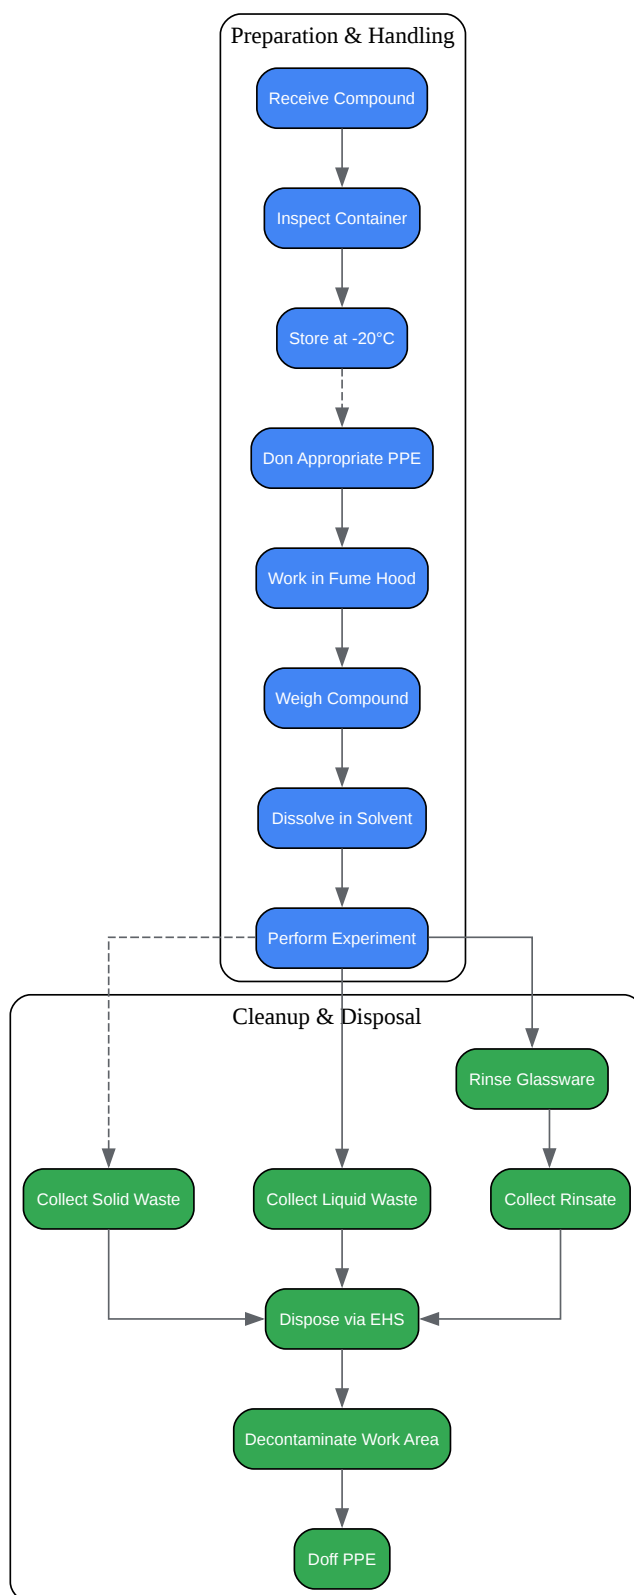 Preparation & Handling
Receive Compound
Inspect Container
Store at -20°C
Don Appropriate PPE
Work in Fume Hood
Weigh Compound
Dissolve in Solvent
Perform Experiment
Cleanup & Disposal
Rinse Glassware
Collect Solid Waste
Collect Liquid Waste
Collect Rinsate
Dispose via EHS
Decontaminate Work Area
Doff PPE